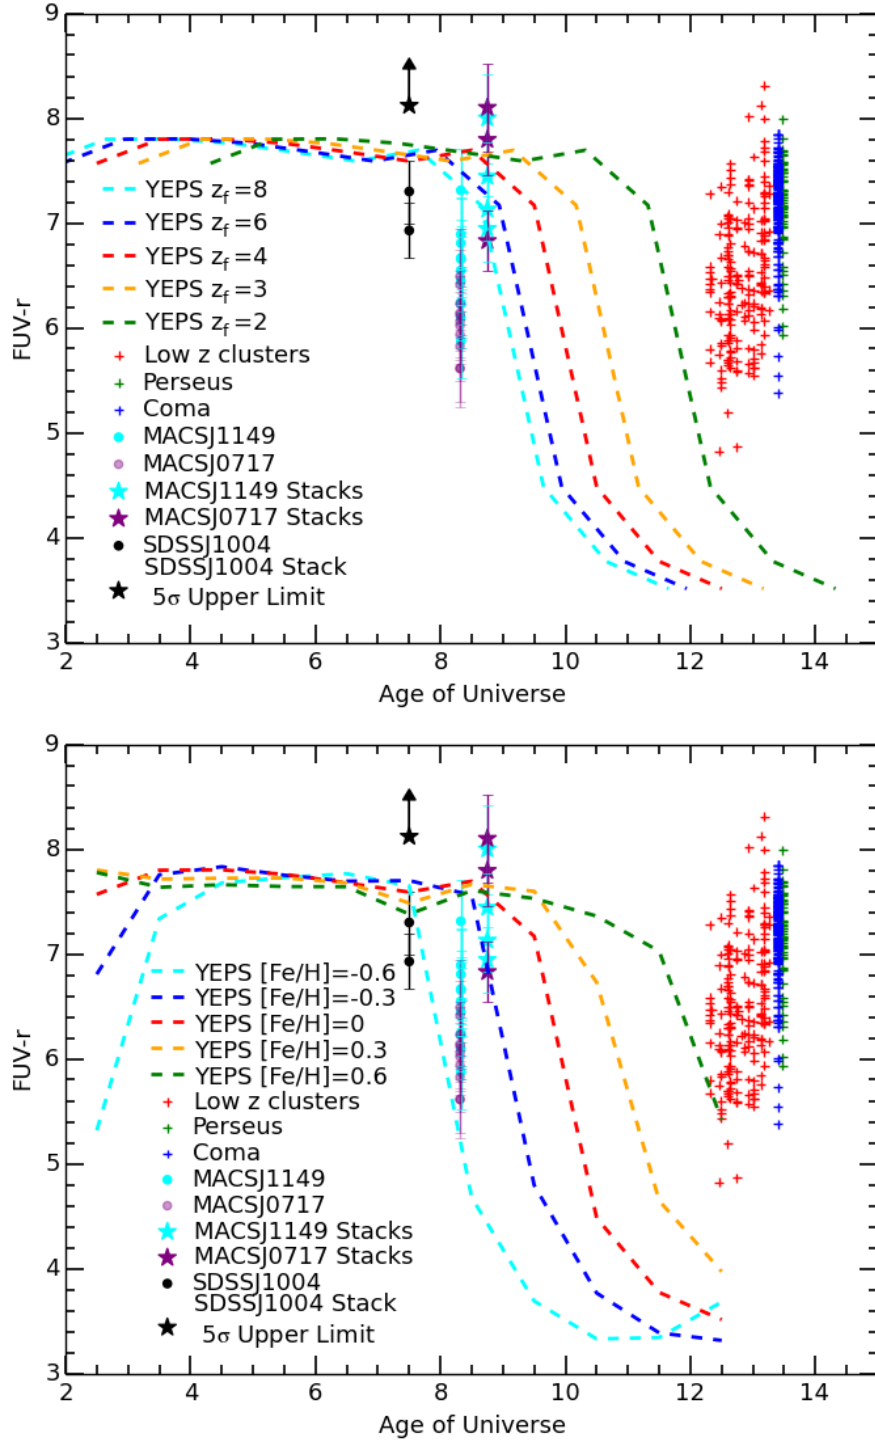 9
8
7
6
5
4
3
FUV-r
YEPS z_f=8
YEPS z_f=6
YEPS z_f=4
YEPS z_f=3
YEPS z_f=2
Low z clusters
Perseus
Coma
MACSJ1149
MACSJ0717
MACSJ1149 Stacks
MACSJ0717 Stacks
SDSSJ1004
SDSSJ1004 Stack
5σ Upper Limit
2 4 6 8 10 12 14
Age of Universe
9
8
7
6
5
4
3
FUV-r
YEPS [Fe/H]=-0.6
YEPS [Fe/H]=-0.3
YEPS [Fe/H]=0
YEPS [Fe/H]=0.3
YEPS [Fe/H]=0.6
Low z clusters
Perseus
Coma
MACSJ1149
MACSJ0717
MACSJ1149 Stacks
MACSJ0717 Stacks
SDSSJ1004
SDSSJ1004 Stack
5σ Upper Limit
2 4 6 8 10 12 14
Age of Universe